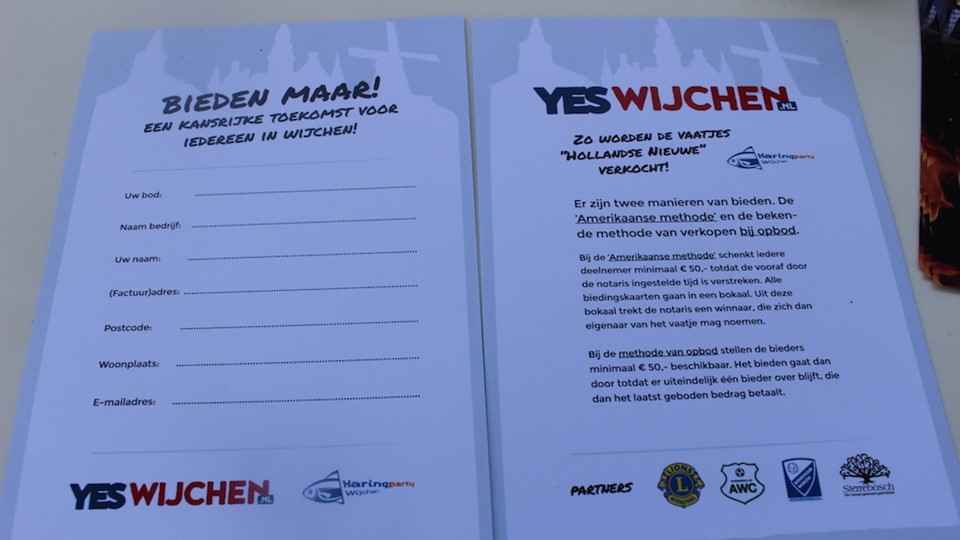 BIEDEN MAAR!
EEN KANSRIJKE TOEKOMST VOOR
IEDEREEN IN WIJCHEN!
Uw bod:
Naam bedrijf:
Uw naam:
(Factuur)adres:
Postcode:
Woonplaats:
E-mailadres:
YESWIJCHEN.NL
Haringparty
Wijchen
YESWIJCHEN.NL
ZO WORDEN DE VAATJES
"HOLLANDSE NIEUWE"
VERKOCHT!
Haringparty
Wijchen
Er zijn twee manieren van bieden. De
'Amerikaanse methode' en de beken-
de methode van verkopen bij opbod.
Bij de 'Amerikaanse methode' schenkt iedere
deelnemer minimaal € 50,- totdat de vooraf door
de notaris ingestelde tijd is verstreken. Alle
biedingskaarten gaan in een bokaal. Uit deze
bokaal trekt de notaris een winnaar, die zich dan
eigenaar van het vaatje mag noemen.
Bij de methode van opbod stellen de bieders
minimaal € 50,- beschikbaar. Het bieden gaat dan
door totdat er uiteindelijk één bieder over blijft, die
dan het laatst geboden bedrag betaalt.
PARTNERS
LIONS
L
AWC
Sterrebosch